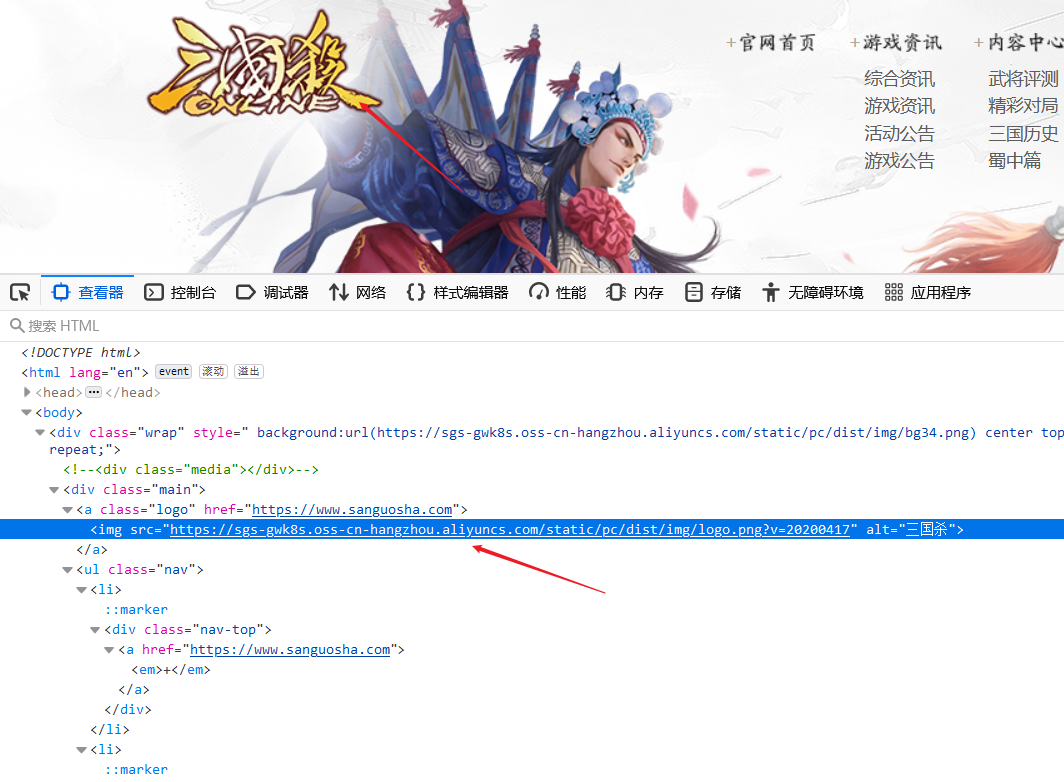 三國殺
ONLINE
+官网首页 +游戏资讯 +内容中心
综合资讯 武将评测
游戏资讯 精彩对局
活动公告 三国历史
游戏公告 蜀中篇
查看器 控制台 调试器 网络 {} 样式编辑器 性能 内存 存储 无障碍环境 应用程序
搜索 HTML
<!DOCTYPE html>
<html lang="en"> event 滚动 溢出
<head> ••• </head>
<body>
<div class="wrap" style=" background:url(https://sgs-gwk8s.oss-cn-hangzhou.aliyuncs.com/static/pc/dist/img/bg34.png) center top
repeat;">
<!--<div class="media"></div>-->
<div class="main">
<a class="logo" href="https://www.sanguosha.com">
<img src="https://sgs-gwk8s.oss-cn-hangzhou.aliyuncs.com/static/pc/dist/img/logo.png?v=20200417" alt="三国杀">
</a>
<ul class="nav">
<li>
::marker
<div class="nav-top">
<a href="https://www.sanguosha.com">
<em>+</em>
</a>
</div>
</li>
<li>
::marker